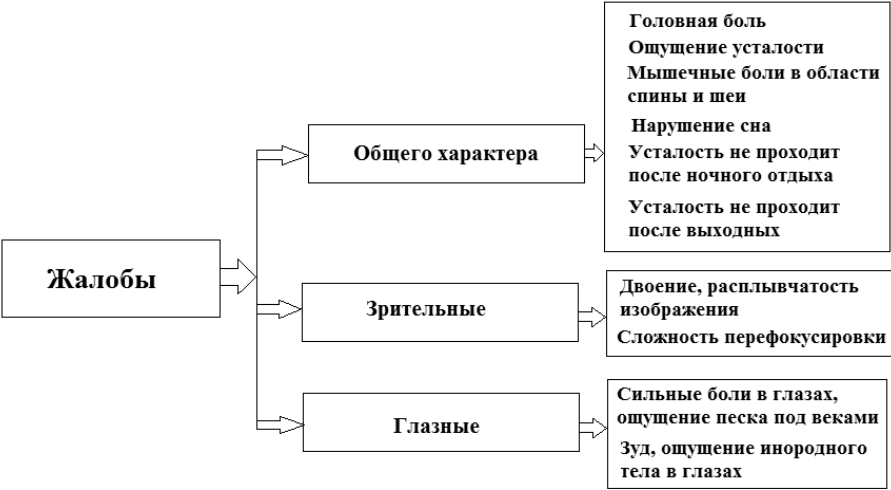 Жалобы
Общего характера
Головная боль
Ощущение усталости
Мышечные боли в области
спины и шеи
Нарушение сна
Усталость не проходит
после ночного отдыха
Усталость не проходит
после выходных
Зрительные
Двоение, расплывчатость
изображения
Сложность перефокусировки
Глазные
Сильные боли в глазах,
ощущение песка под веками
Зуд, ощущение инородного
тела в глазах